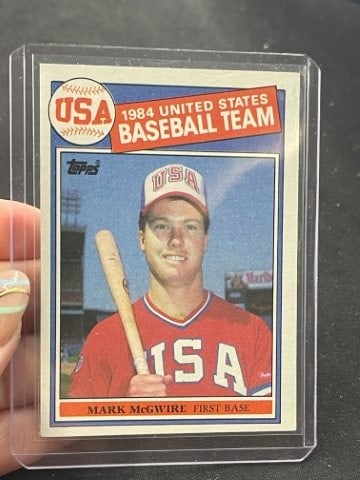 USA
1984 UNITED STATES
BASEBALL TEAM
Topps
USA
USA
MARK McGWIRE FIRST BASE